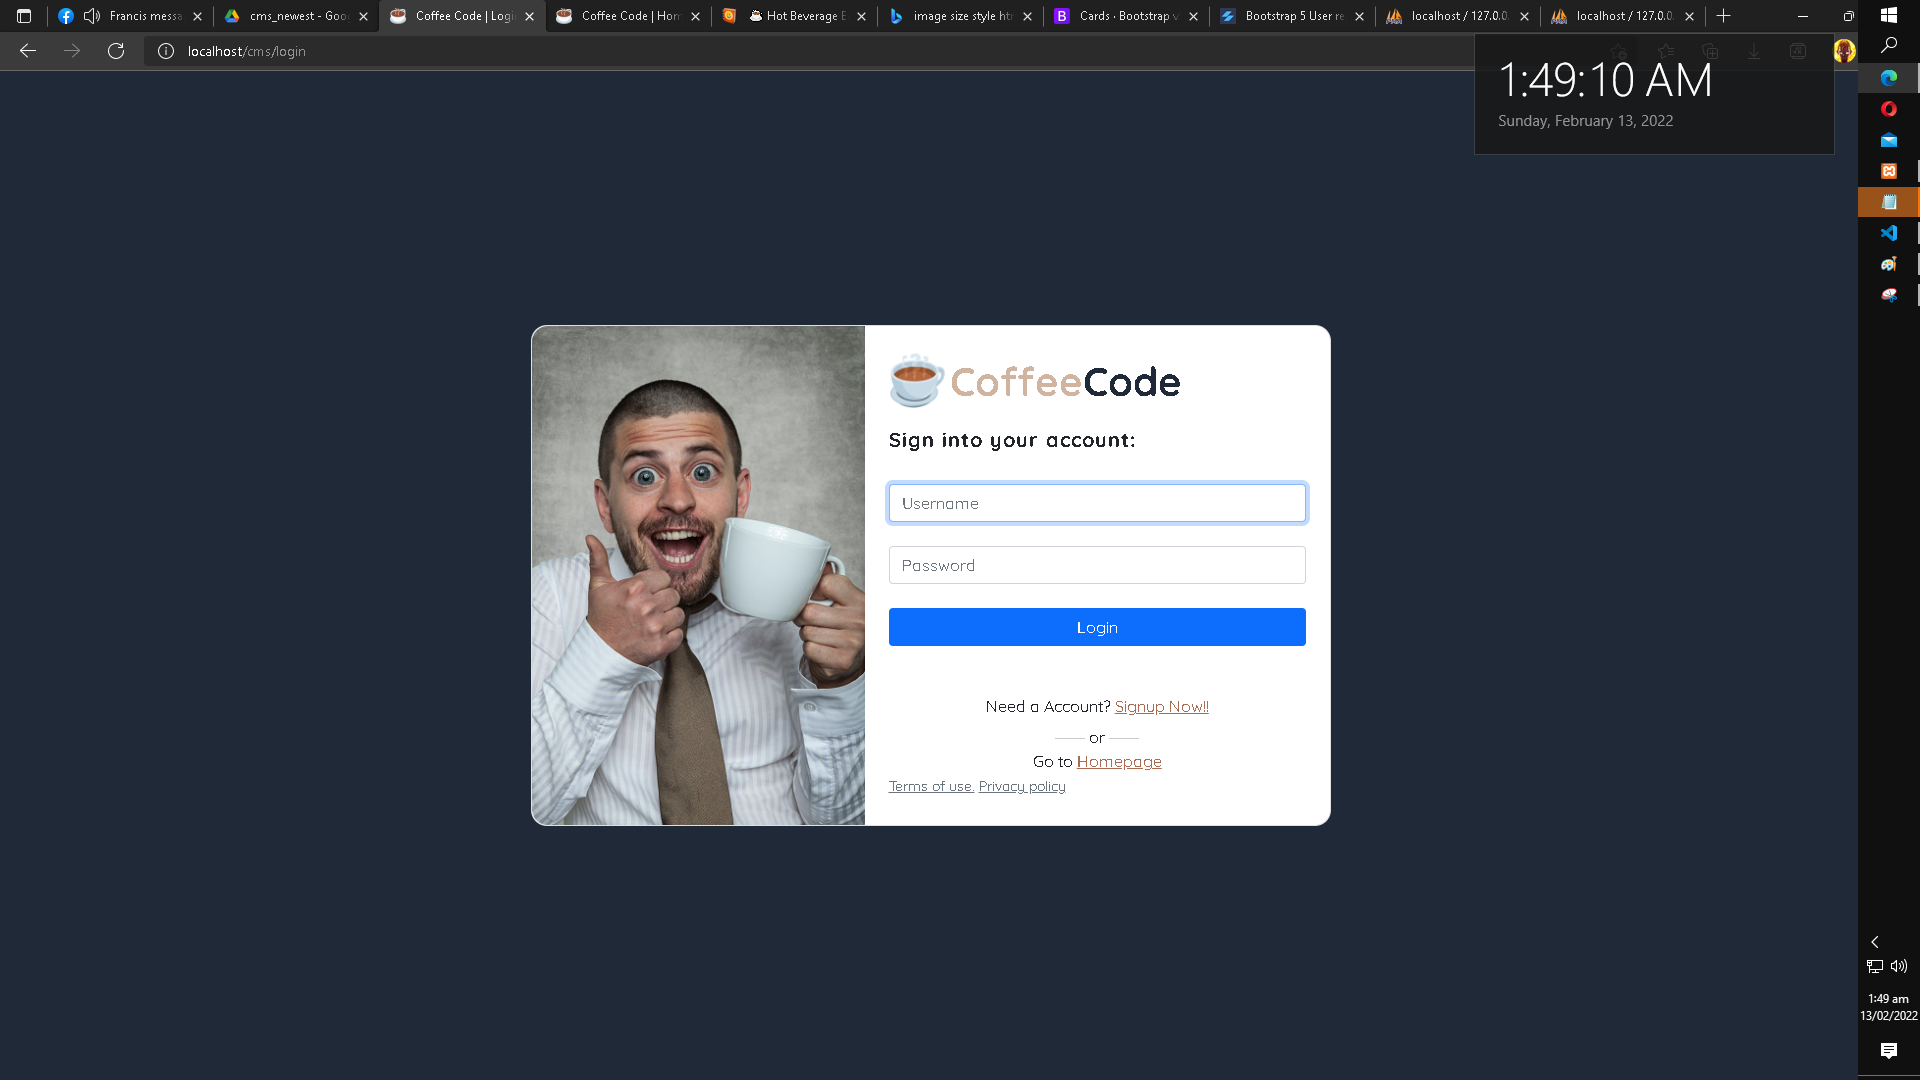 Francis messa
cms_newest - Goo
Coffee Code | Logi
Coffee Code | Hom
Hot Beverage E
image size style ht
Cards · Bootstrap v
Bootstrap 5 User re
localhost / 127.0.0.
localhost / 127.0.0.
localhost/cms/login
1:49:10 AM
Sunday, February 13, 2022
CoffeeCode
Sign into your account:
Username
Password
Login
Need a Account? Signup Now!!
or
Go to Homepage
Terms of use. Privacy policy
1:49 am
13/02/2022